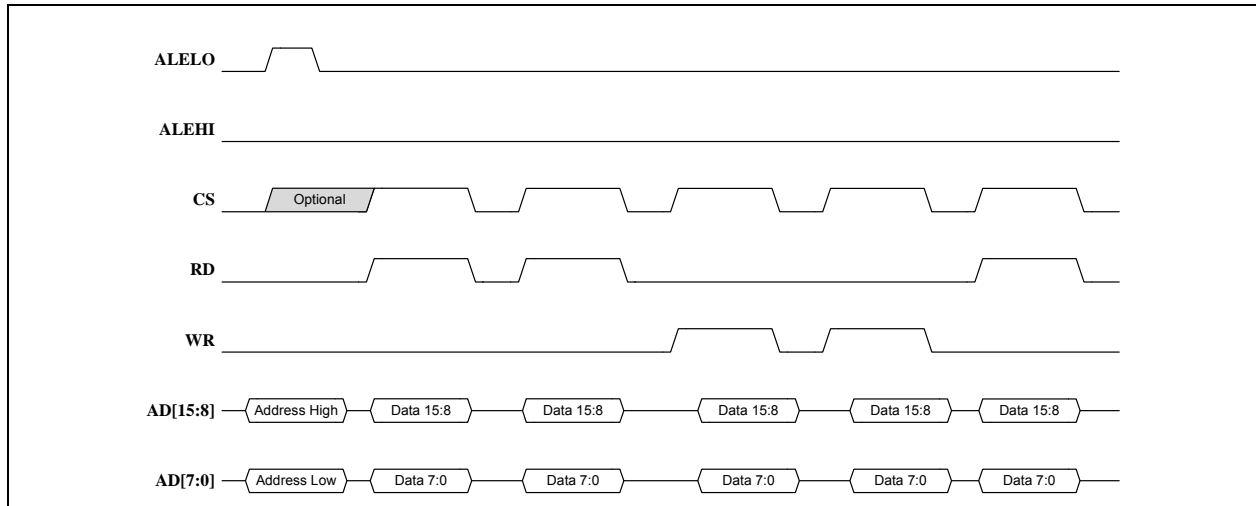 ALELO
ALEHI
CS Optional
RD
WR
AD[15:8] Address High Data 15:8 Data 15:8 Data 15:8 Data 15:8 Data 15:8
AD[7:0] Address Low Data 7:0 Data 7:0 Data 7:0 Data 7:0 Data 7:0